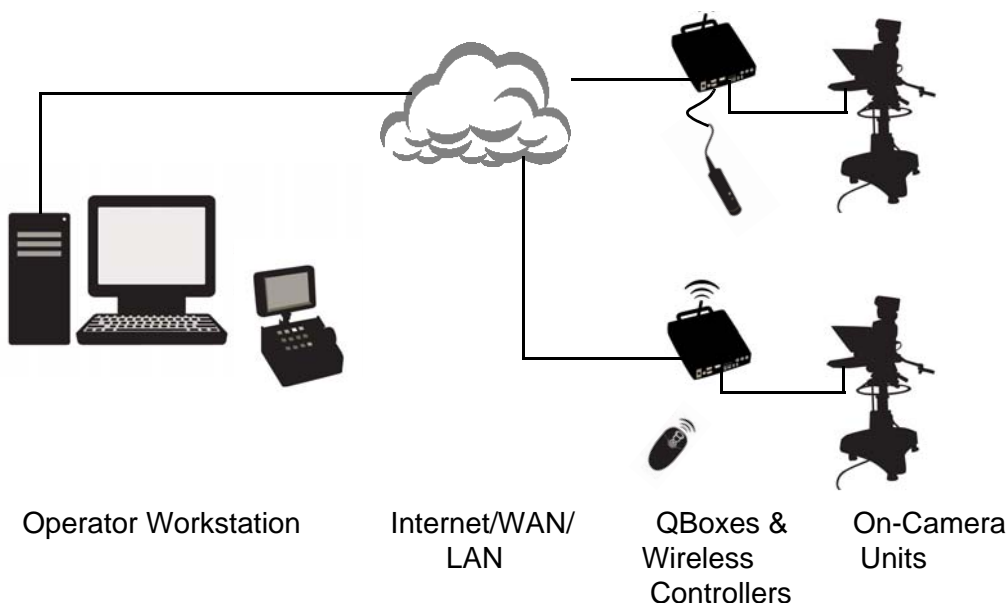 Operator Workstation
Internet/WAN/
LAN
QBoxes &
Wireless
Controllers
On-Camera
Units